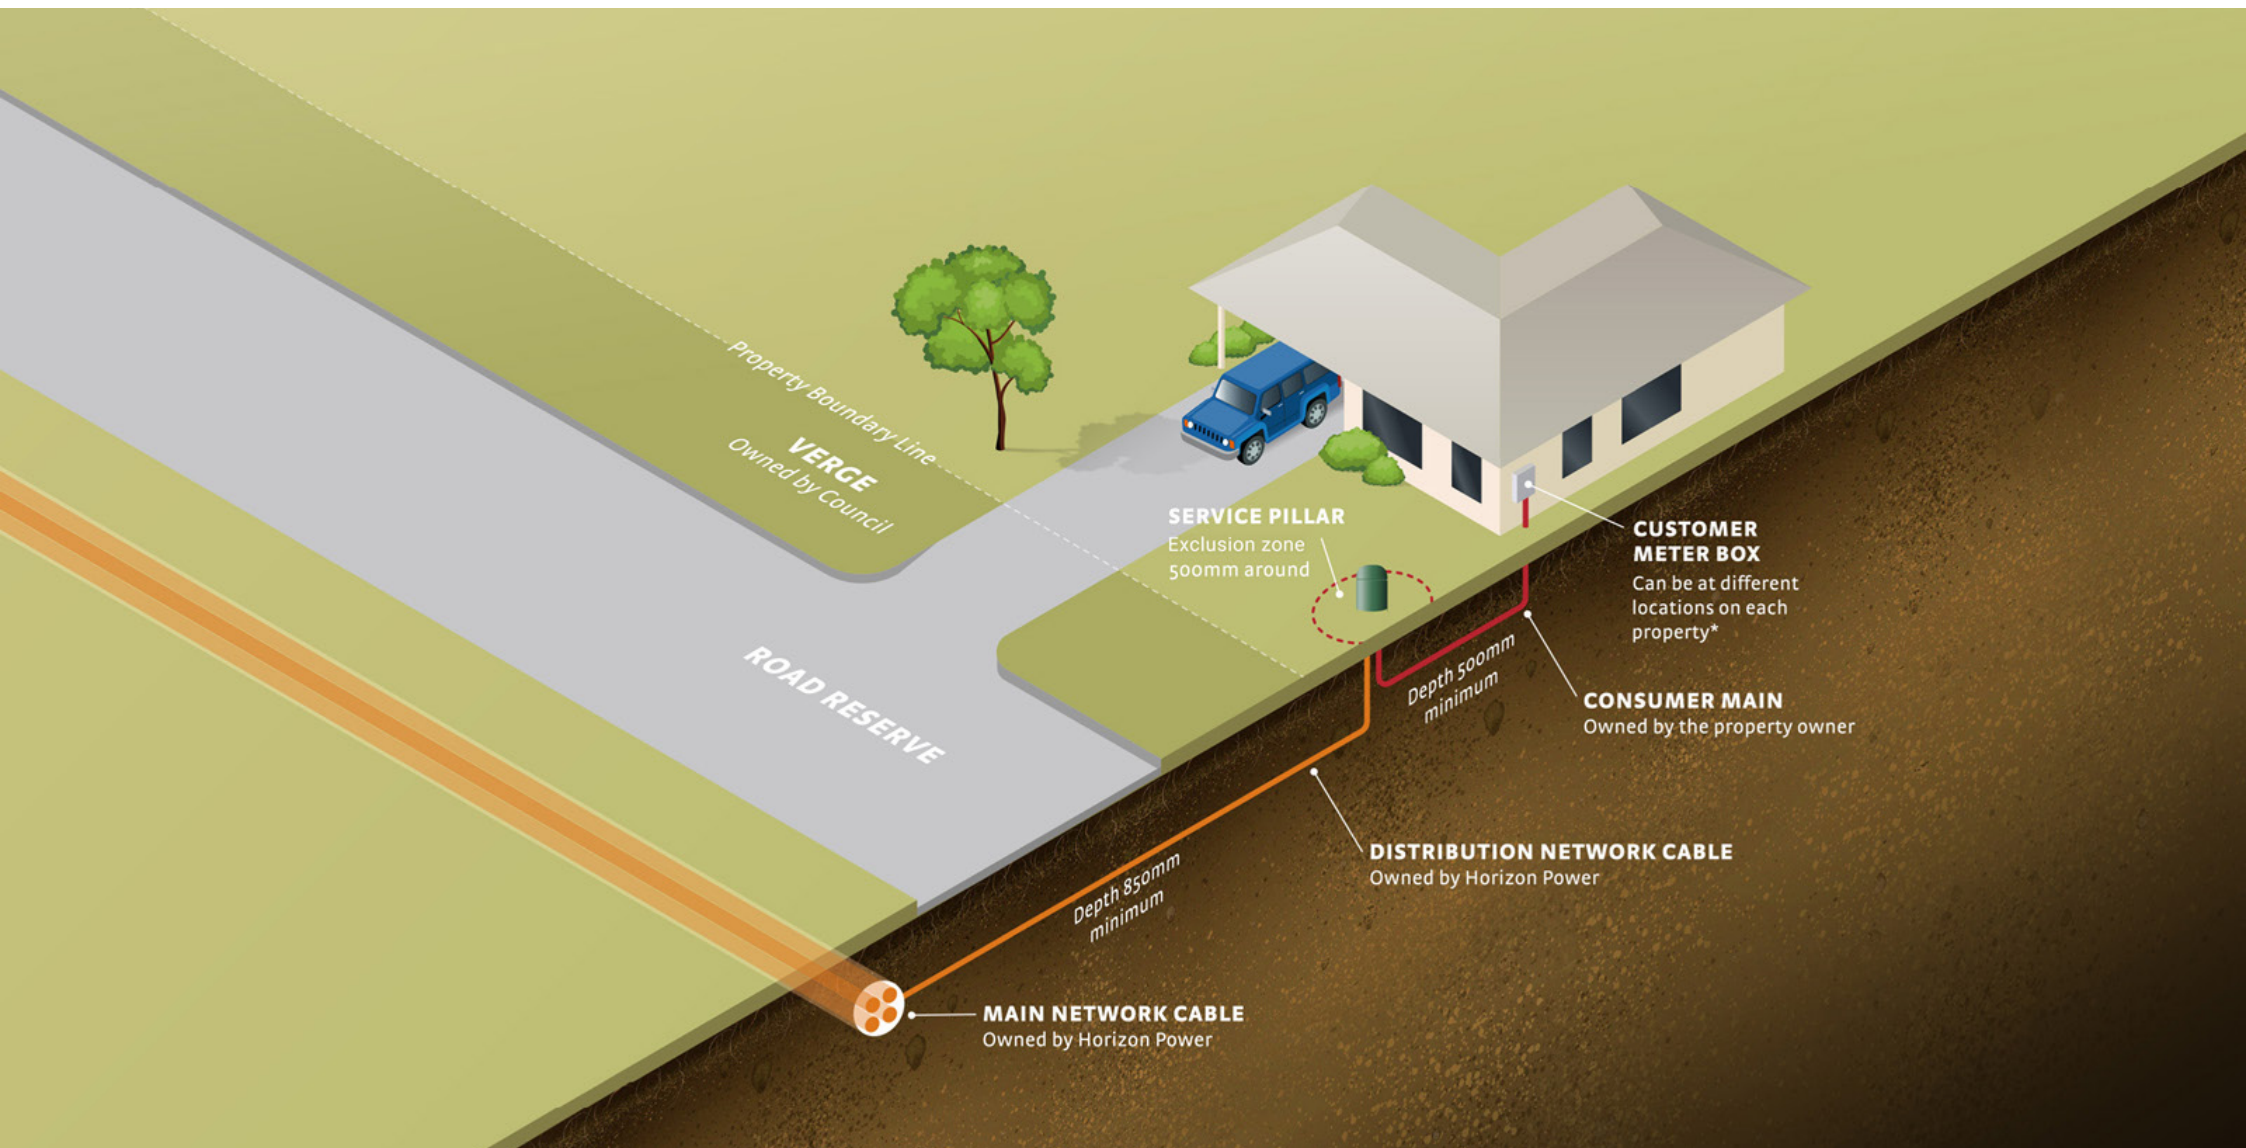 Property Boundary Line
VERGE
Owned by Council
SERVICE PILLAR
Exclusion zone
500mm around
CUSTOMER
METER BOX
Can be at different
locations on each
property*
ROAD RESERVE
Depth 500mm
minimum
CONSUMER MAIN
Owned by the property owner
DISTRIBUTION NETWORK CABLE
Owned by Horizon Power
Depth 850mm
minimum
MAIN NETWORK CABLE
Owned by Horizon Power